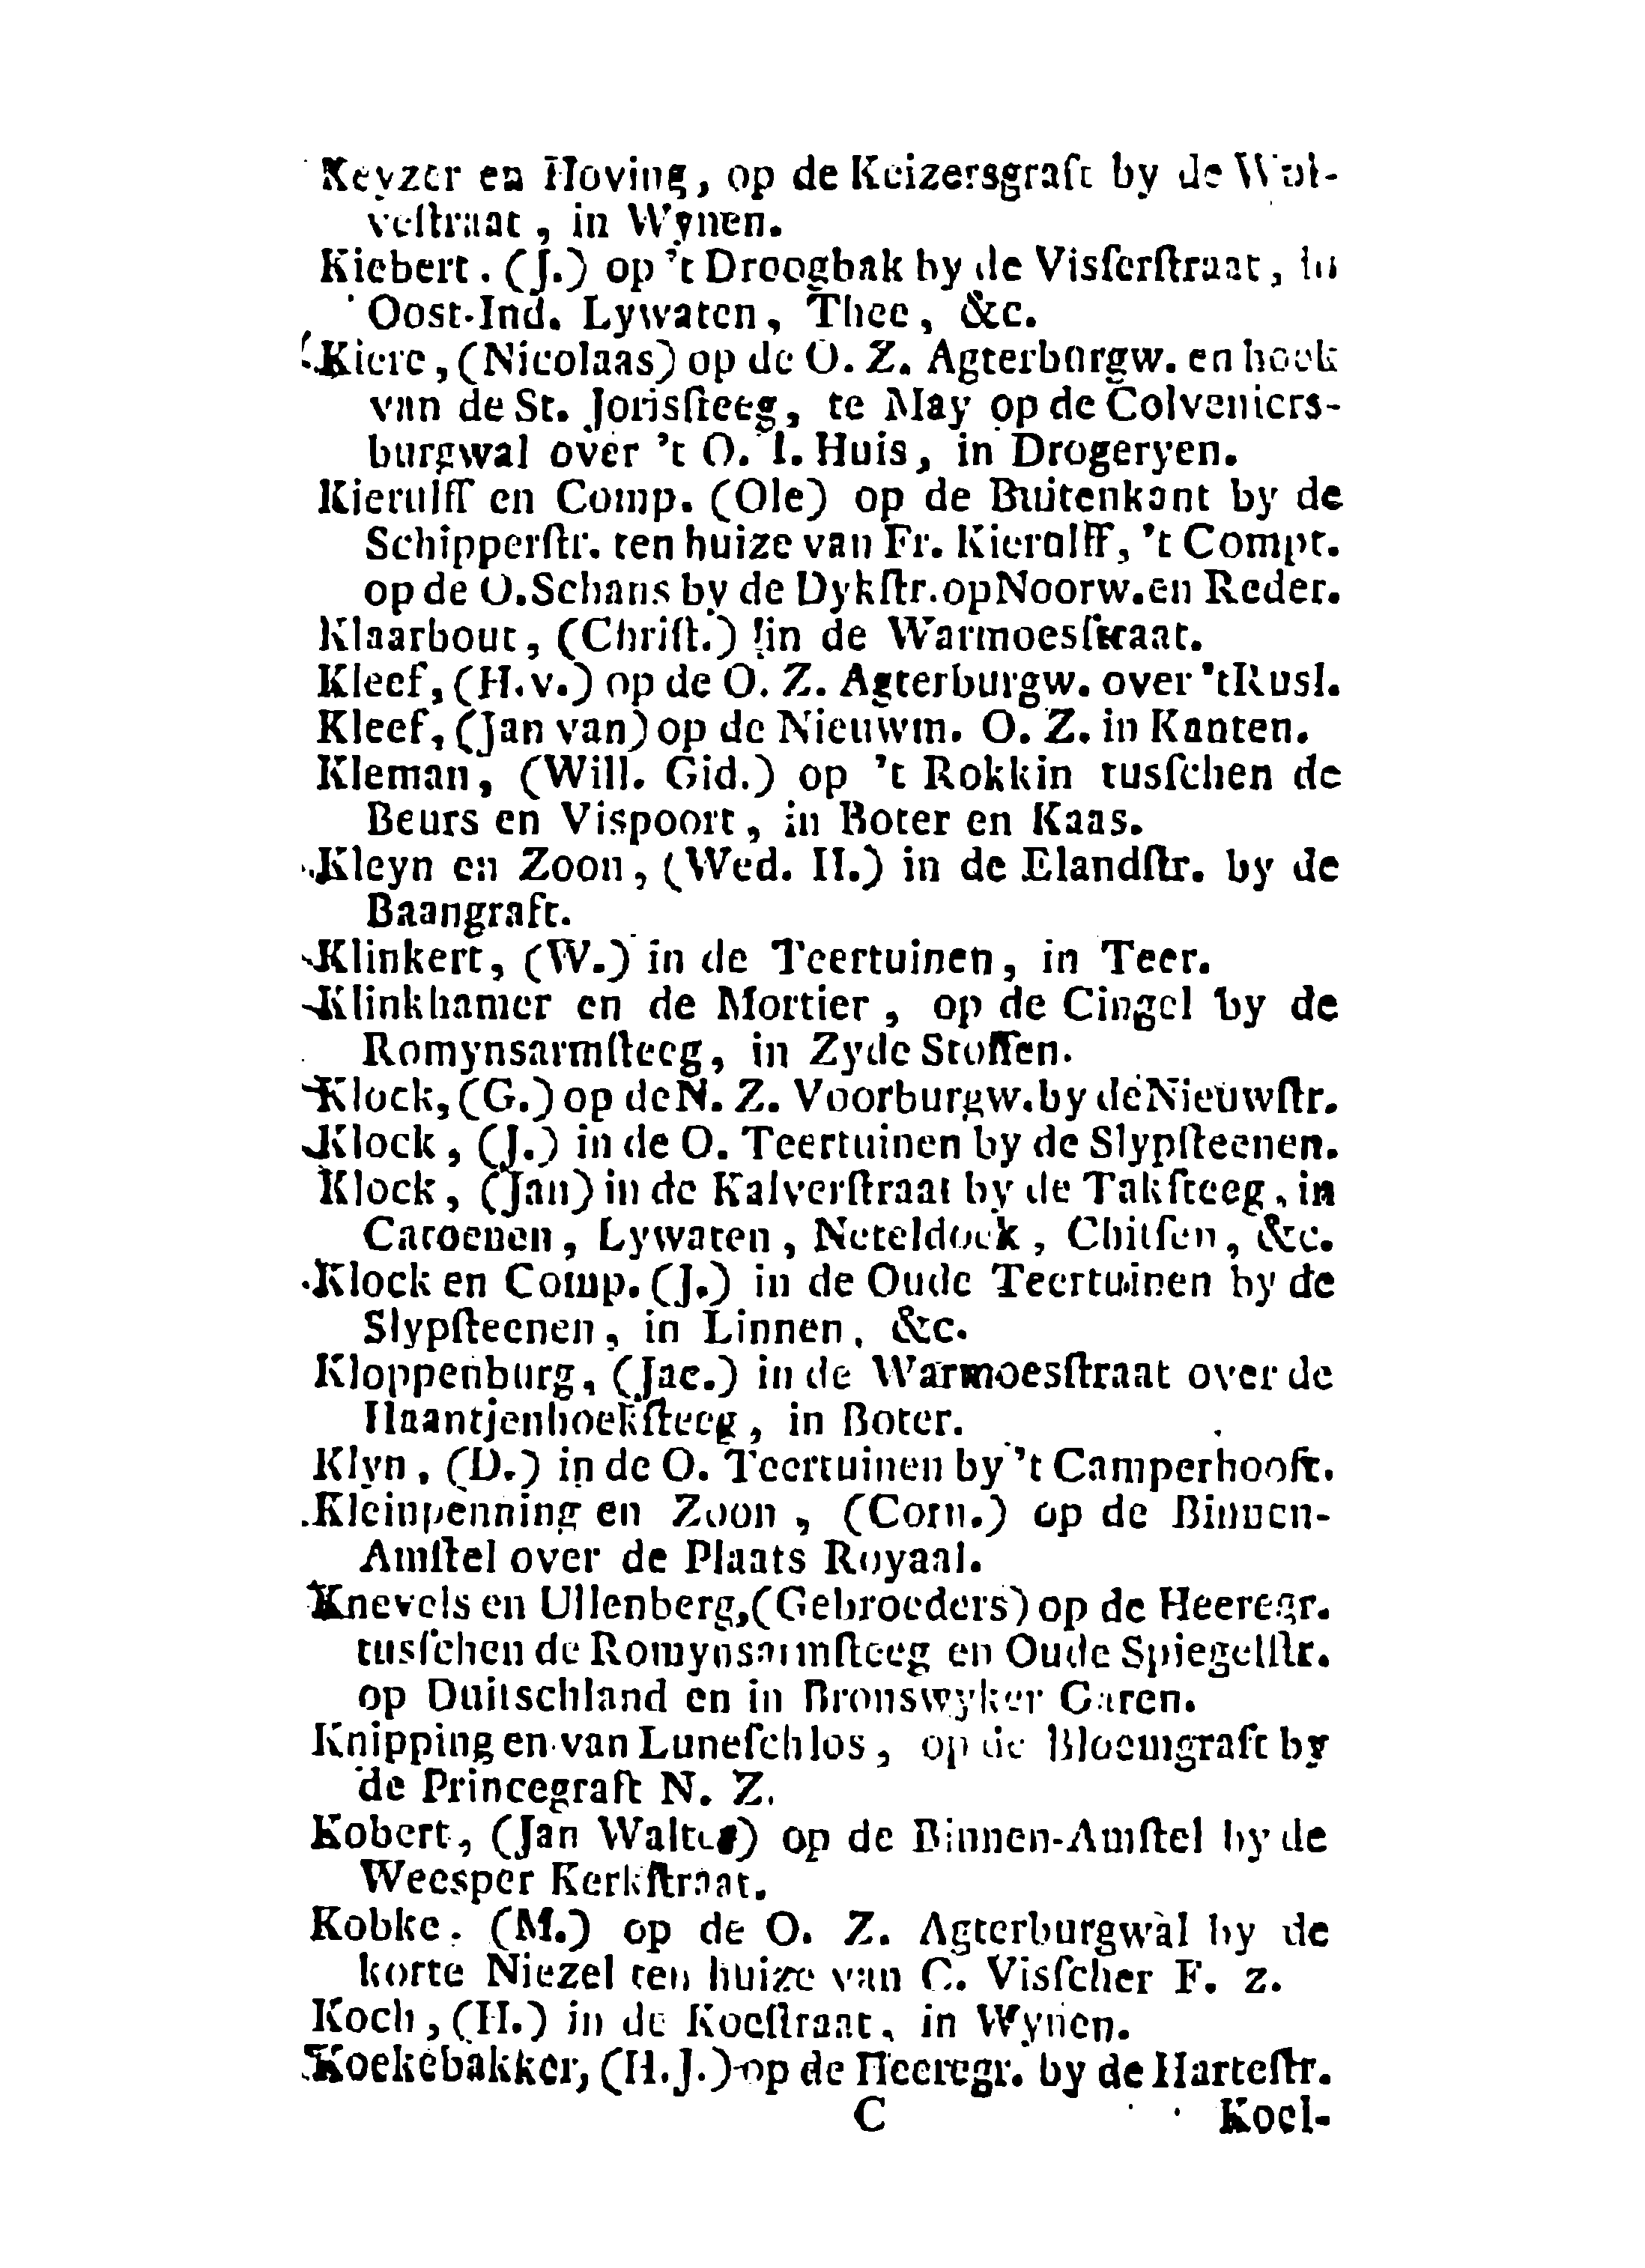 Keyzer en Hoving, op de Keizersgraft by de Wol-
veſtraat, in Wynen.
Kiebert. (J.) op 't Droogbak by de Visſerſtraat, in
Oost-Ind. Lywaten, Thee, &c.
Kiere, (Nicolaas) op de O. Z. Agterburgw. en hoek
van de St. Jorisſteeg, te May op de Colveniers-
burgwal over 't O. I. Huis, in Drogeryen.
Kierulff en Comp. (Ole) op de Buitenkant by de
Schipperſtr. ten huize van Fr. Kierulff, 't Compt.
op de O. Schans by de Dykſtr. op Noorw. en Reder.
Klaarbout, (Chriſt.) in de Warmoesſtraat.
Kleef, (H. v.) op de O. Z. Agterburgw. over 't Rusl.
Kleef, (Jan van) op de Nieuwm. O. Z. in Kanten.
Kleman, (Will. Gid.) op 't Rokkin tusſchen de
Beurs en Vispoort, in Boter en Kaas.
Kleyn en Zoon, (Wed. H.) in de Elandſtr. by de
Baangraft.
Klinkert, (W.) in de Teertuinen, in Teer.
Klinkhamer en de Mortier, op de Cingel by de
Romynsarmſteeg, in Zyde Stoffen.
Klock, (G.) op de N. Z. Voorburgw. by de Nieuwſtr.
Klock, (J.) in de O. Teertuinen by de Slypſteenen.
Klock, (Jan) in de Kalverſtraat by de Takſteeg, in
Catoenen, Lywaten, Neteldoek, Chitſen, &c.
Klock en Comp. (J.) in de Oude Teertuinen by de
Slypſteenen, in Linnen, &c.
Kloppenburg, (Jac.) in de Warmoesſtraat over de
Haantjenhoekſteeg, in Boter.
Klyn, (D.) in de O. Teertuinen by 't Camperhooft.
Kleinpenning en Zoon, (Corn.) op de Binnen-
Amſtel over de Plaats Royaal.
Knevels en Ullenberg, (Gebroeders) op de Heeregr.
tusſchen de Romynsarmſteeg en Oude Spiegelſtr.
op Duitschland en in Bronswyker Garen.
Knipping en van Luneſchlos, op de Bloemgraft by
de Princegraft N. Z.
Kobert, (Jan Walter) op de Binnen-Amſtel by de
Weesper Kerkſtraat.
Kobke. (M.) op de O. Z. Agterburgwal by de
korte Niezel ten huize van C. Visſcher F. z.
Koch, (H.) in de Koeſtraat, in Wynen.
Koekebakker, (H. J.) op de Heeregr. by de Harteſtr.
C Koel-